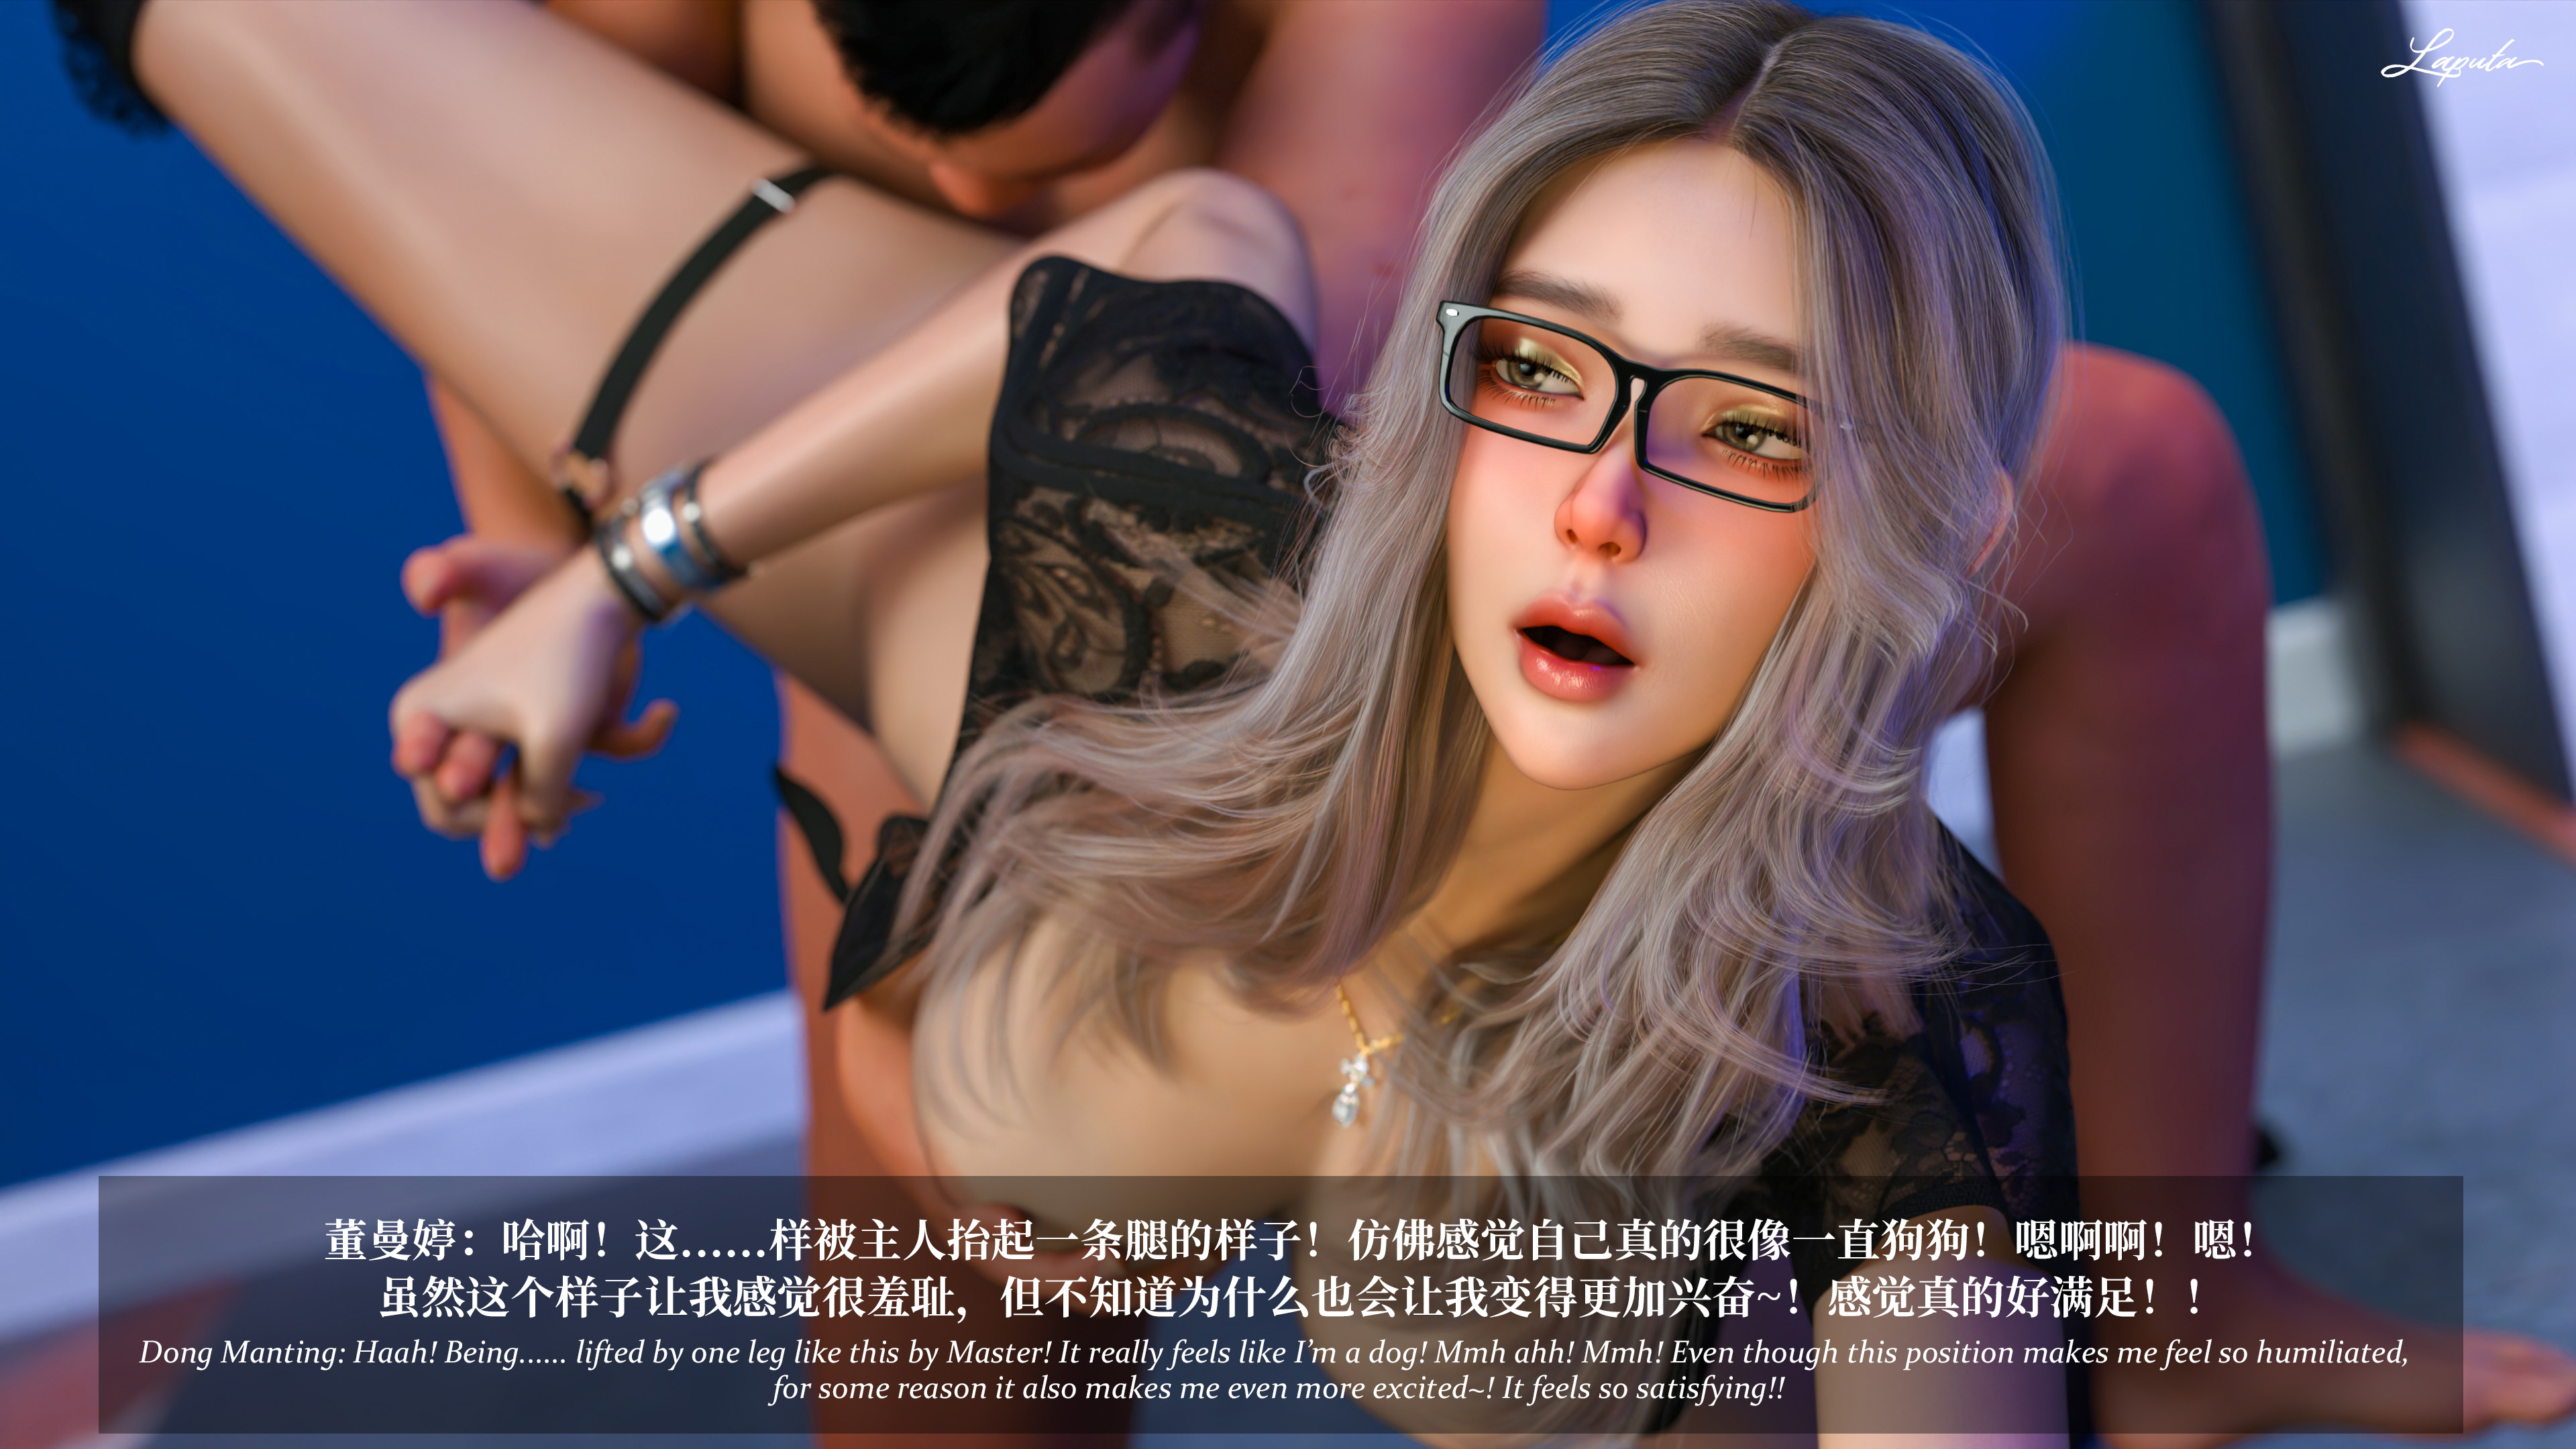 Laputa
董曼婷：哈啊！这……样被主人抬起一条腿的样子！仿佛感觉自己真的很像一直狗狗！嗯啊啊！嗯！
虽然这个样子让我感觉很羞耻，但不知道为什么也会让我变得更加兴奋~！感觉真的好满足！！
Dong Manting: Haah! Being...... lifted by one leg like this by Master! It really feels like I'm a dog! Mmh ahh! Mmh! Even though this position makes me feel so humiliated,
for some reason it also makes me even more excited~! It feels so satisfying!!